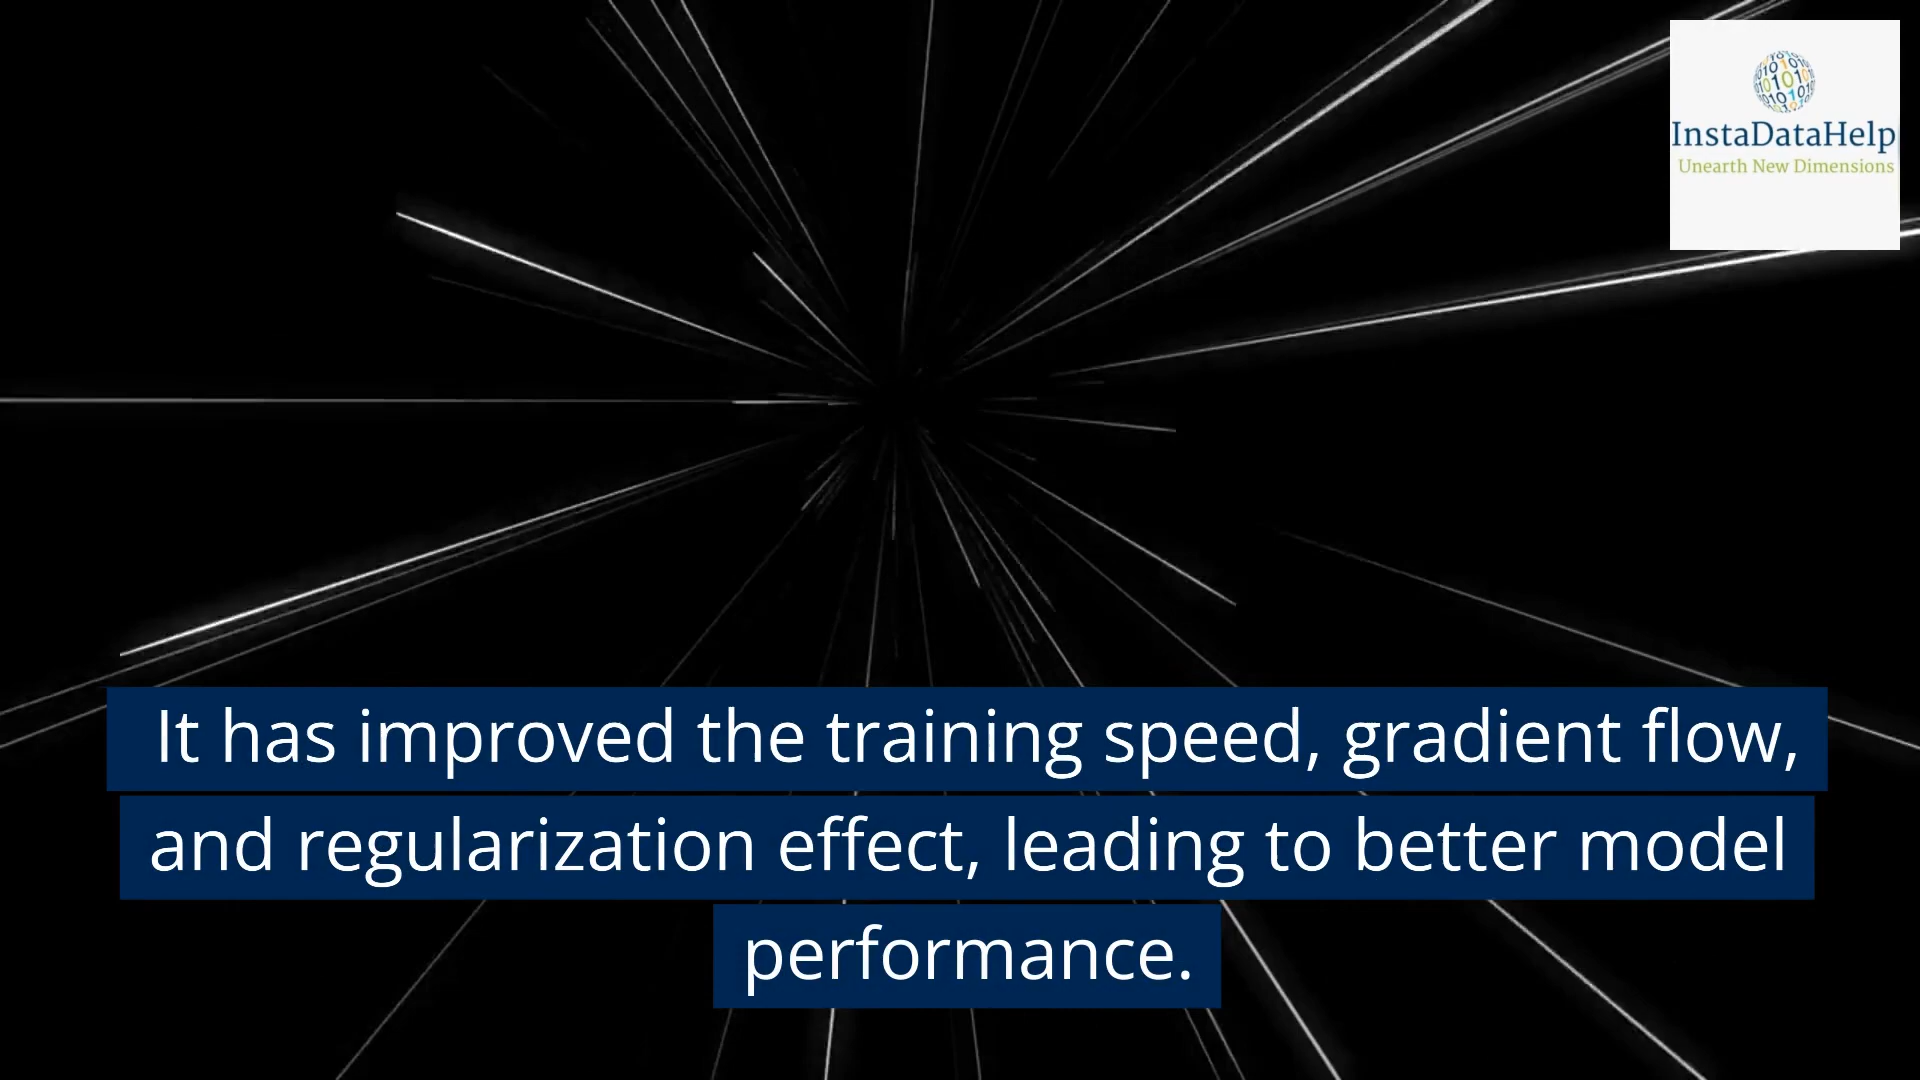 InstaDataHelp
Unearth New Dimensions
It has improved the training speed, gradient flow,
and regularization effect, leading to better model
performance.